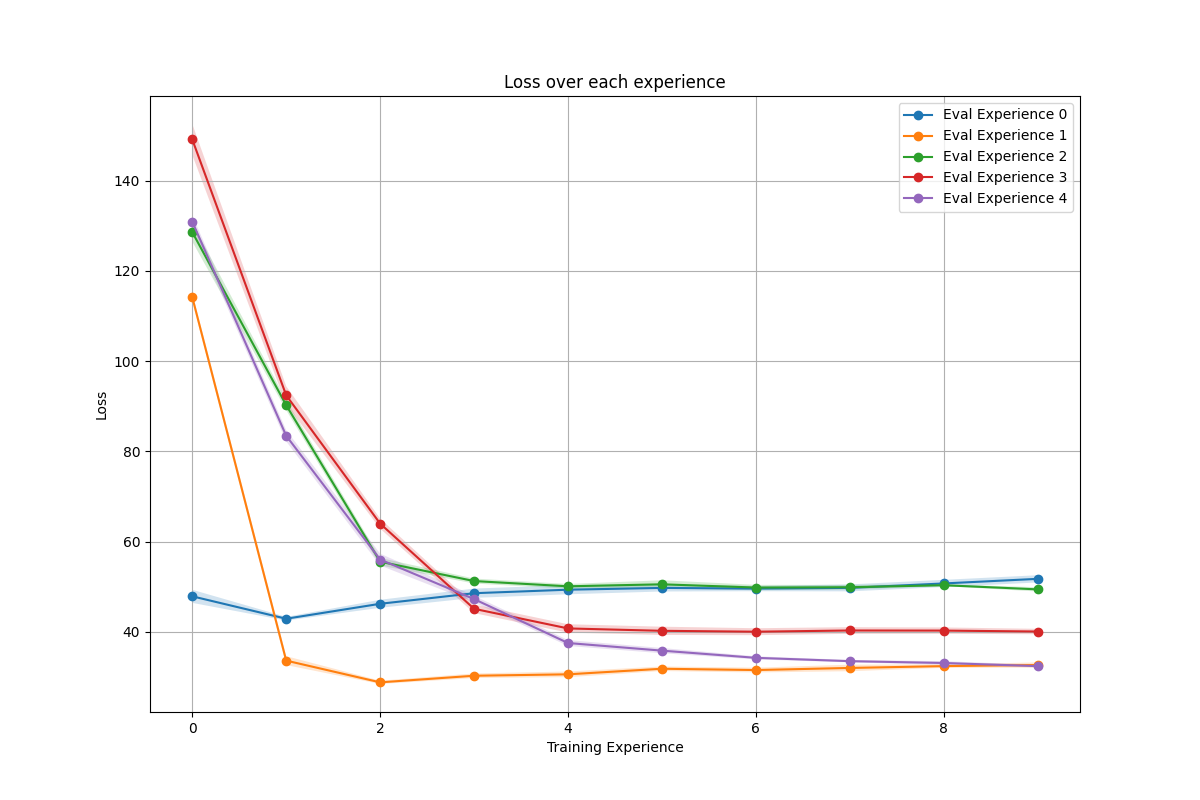 Loss over each experience
Eval Experience 0
Eval Experience 1
Eval Experience 2
Eval Experience 3
Eval Experience 4
140
120
100
80
60
40
Loss
0 2 4 6 8
Training Experience